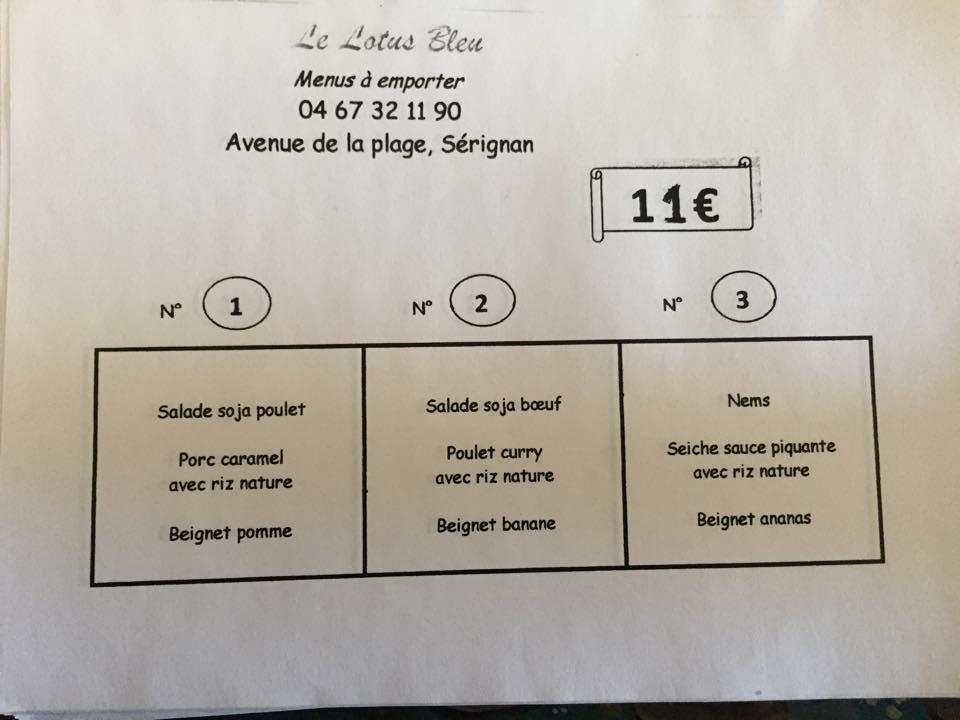 Le Lotus Bleu
Menus à emporter
04 67 32 11 90
Avenue de la plage, Sérignan
11€
N° 1
N° 2
N° 3
Salade soja poulet
Porc caramel
avec riz nature
Beignet pomme
Salade soja bœuf
Poulet curry
avec riz nature
Beignet banane
Nems
Seiche sauce piquante
avec riz nature
Beignet ananas